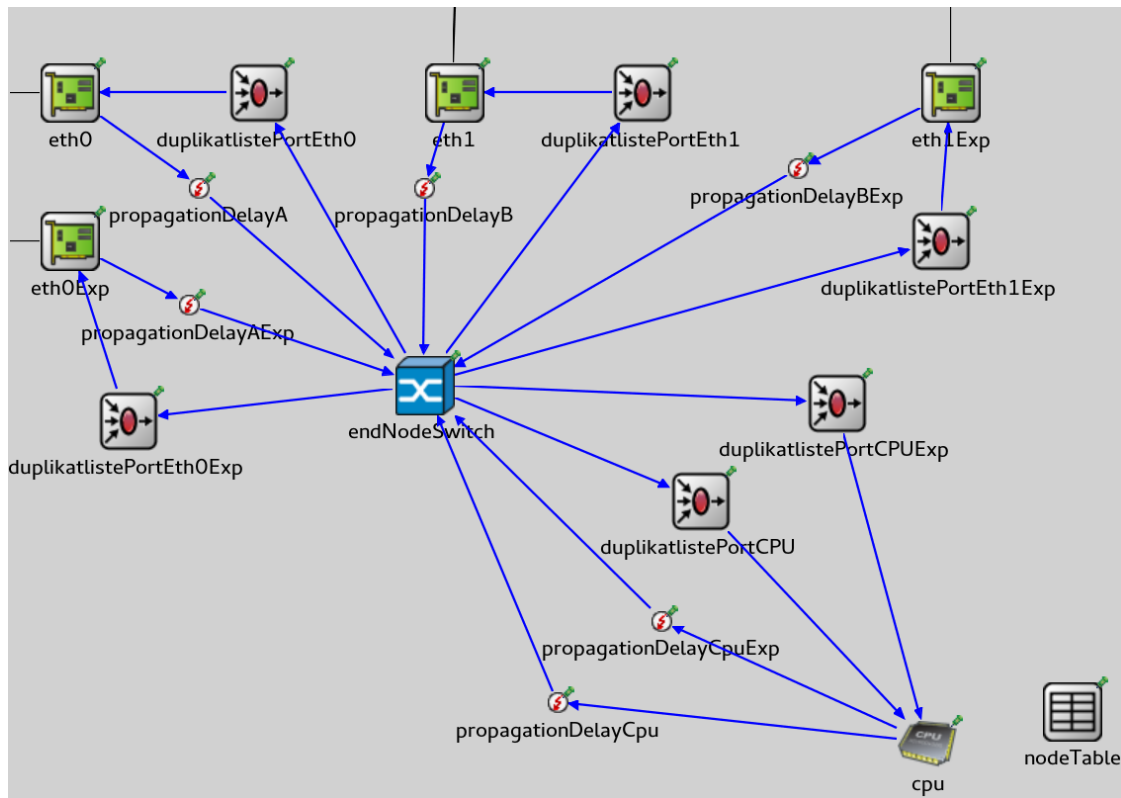 eth0
duplikatlistePortEth0
eth1
duplikatlistePortEth1
eth1Exp
propagationDelayA
propagationDelayB
propagationDelayBExp
eth0Exp
duplikatlistePortEth1Exp
propagationDelayAExp
endNodeSwitch
duplikatlistePortEth0Exp
duplikatlistePortCPUExp
duplikatlistePortCPU
propagationDelayCpuExp
propagationDelayCpu
CPU
cpu
nodeTable